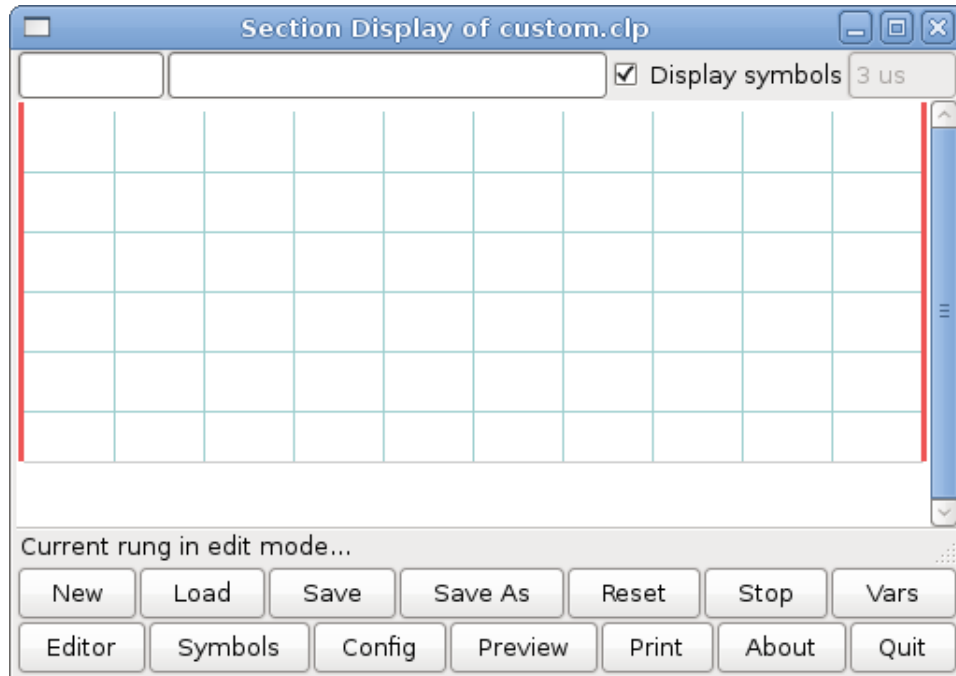 Section Display of custom.clp
Display symbols 3 us
Current rung in edit mode...
New Load Save Save As Reset Stop Vars
Editor Symbols Config Preview Print About Quit